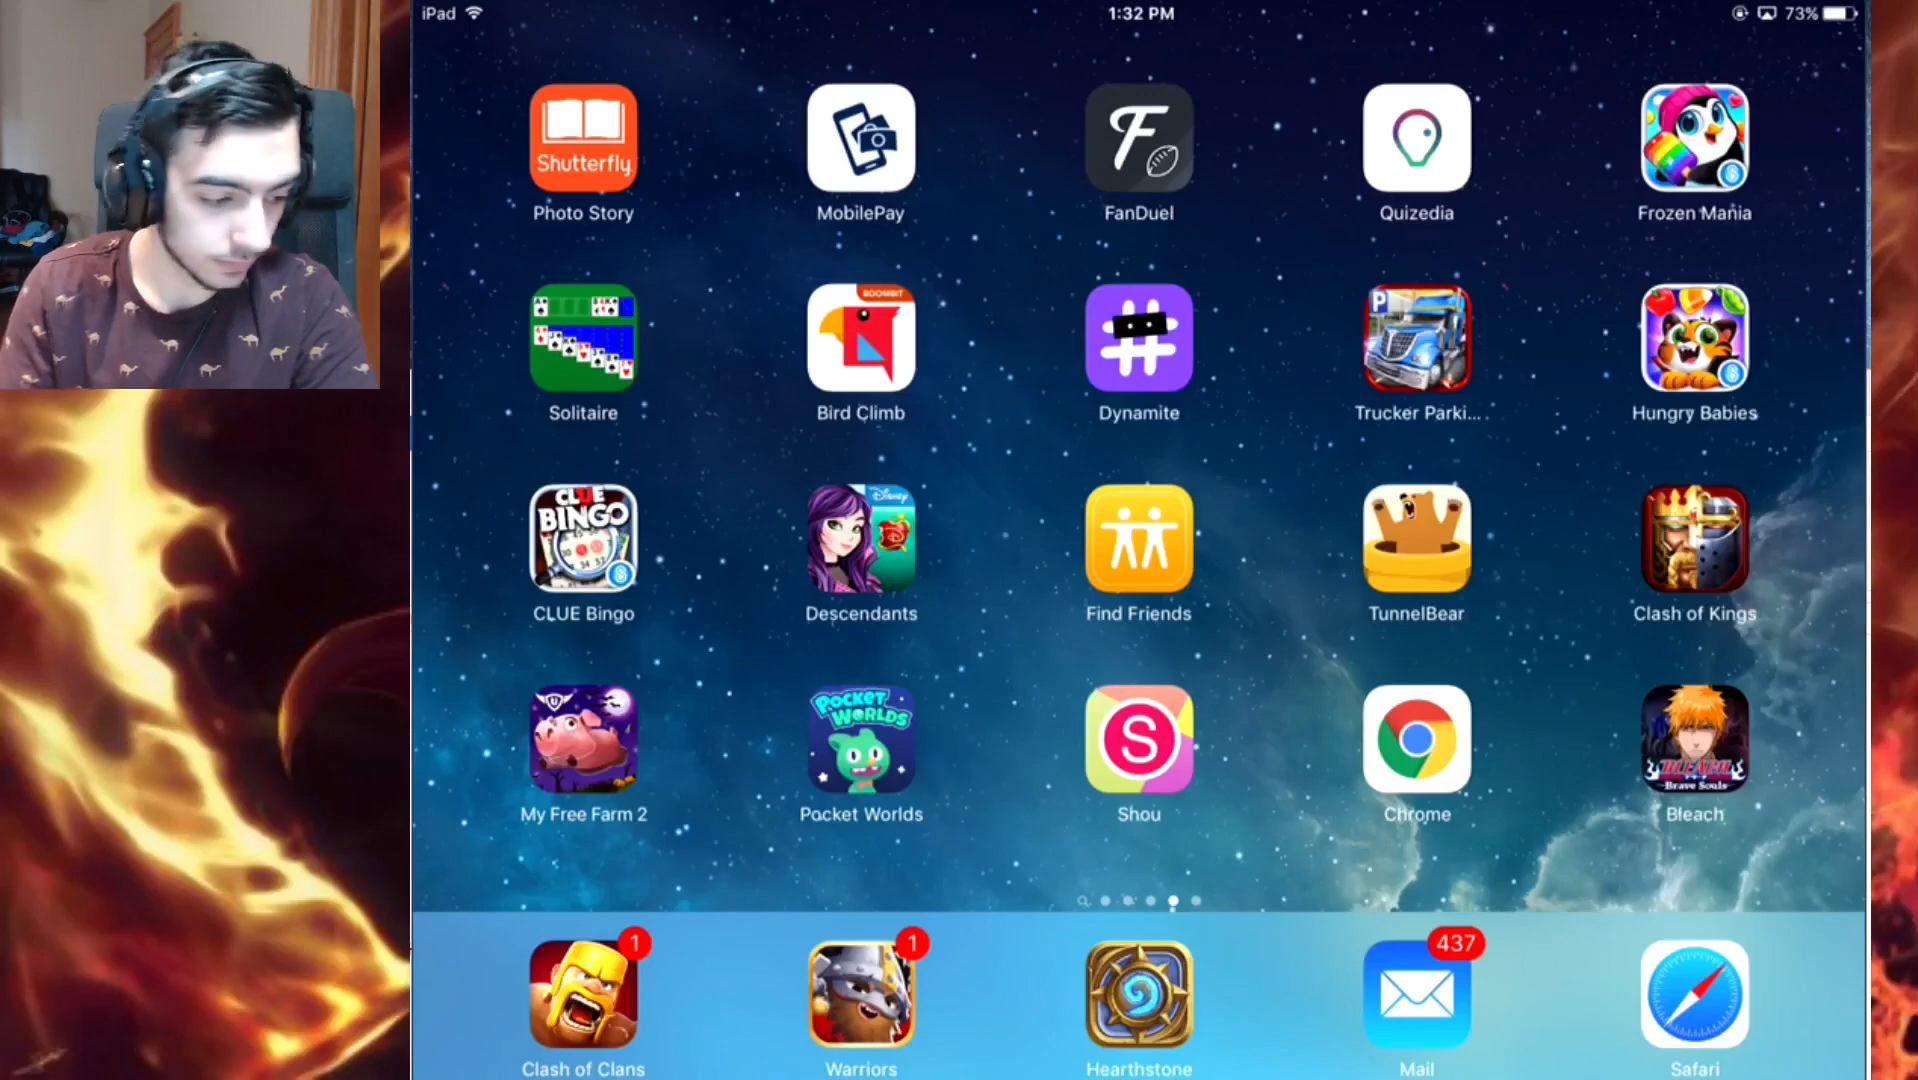 iPad 1:32 PM 73%
Shutterfly
Photo Story MobilePay FanDuel Quizedia Frozen Mania
BOOMBIT
P
Solitaire Bird Climb Dynamite Trucker Parki... Hungry Babies
CLUE
BINGO
Disney
CLUE Bingo Descendants Find Friends TunnelBear Clash of Kings
POCKET
WORLDS
S
BLEACH
Brave Souls
My Free Farm 2 Pocket Worlds Shou Chrome Bleach
1 1 437
Clash of Clans Warriors Hearthstone Mail Safari